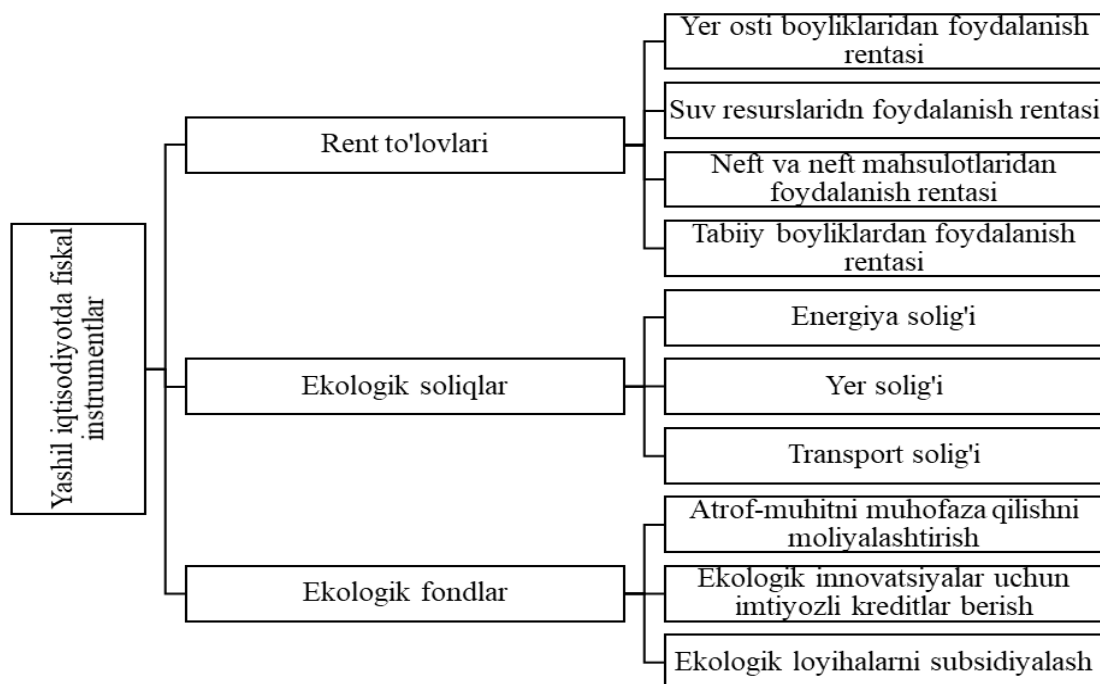 Yashil iqtisodiyotda fiskal
instrumentlar
Rent to'lovlari
Yer osti boyliklaridan foydalanish
rentasi
Suv resurslaridn foydalanish rentasi
Neft va neft mahsulotlaridan
foydalanish rentasi
Tabiiy boyliklardan foydalanish
rentasi
Ekologik soliqlar
Energiya solig'i
Yer solig'i
Transport solig'i
Ekologik fondlar
Atrof-muhitni muhofaza qilishni
moliyalashtirish
Ekologik innovatsiyalar uchun
imtiyozli kreditlar berish
Ekologik loyihalarni subsidiyalash